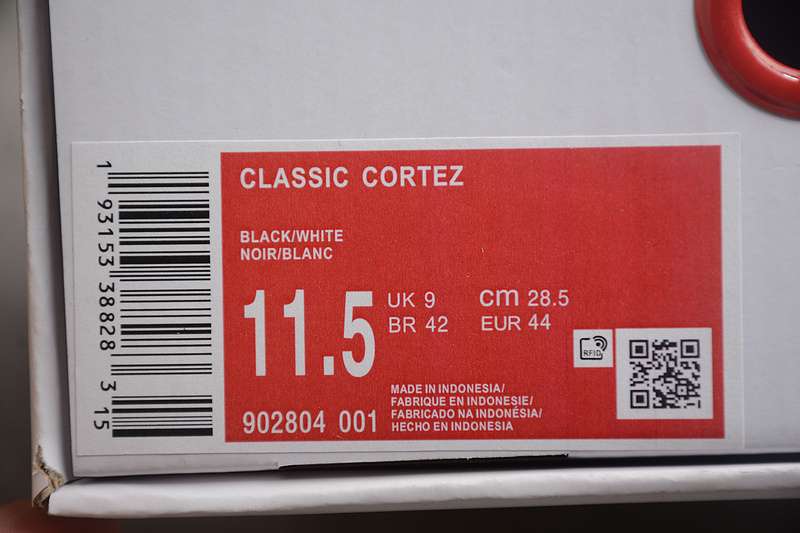 CLASSIC CORTEZ
BLACK/WHITE
NOIR/BLANC
11.5
UK 9 cm 28.5
BR 42 EUR 44
RFID
902804 001
MADE IN INDONESIA/
FABRIQUE EN INDONESIE/
FABRICADO NA INDONÉSIA/
HECHO EN INDONESIA
1 93153 38828 3 15